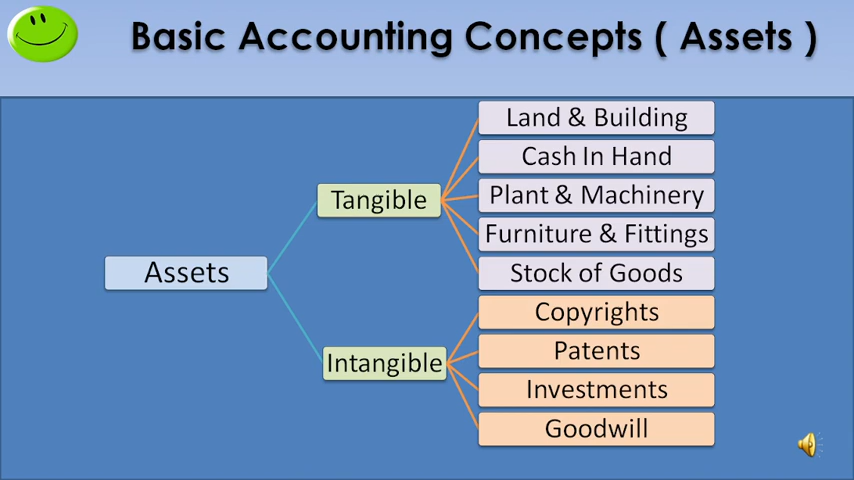 Basic Accounting Concepts ( Assets )
Land & Building
Cash In Hand
Plant & Machinery
Tangible
Furniture & Fittings
Stock of Goods
Assets
Copyrights
Patents
Intangible
Investments
Goodwill